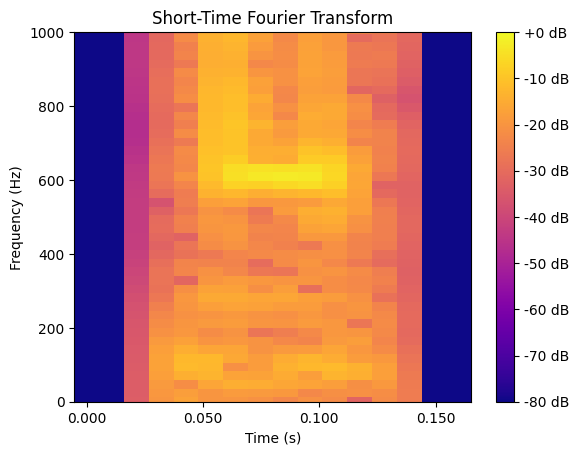 Short-Time Fourier Transform
1000
800
600
400
200
0
Frequency (Hz)
0.000
0.050
0.100
0.150
Time (s)
+0 dB
-10 dB
-20 dB
-30 dB
-40 dB
-50 dB
-60 dB
-70 dB
-80 dB